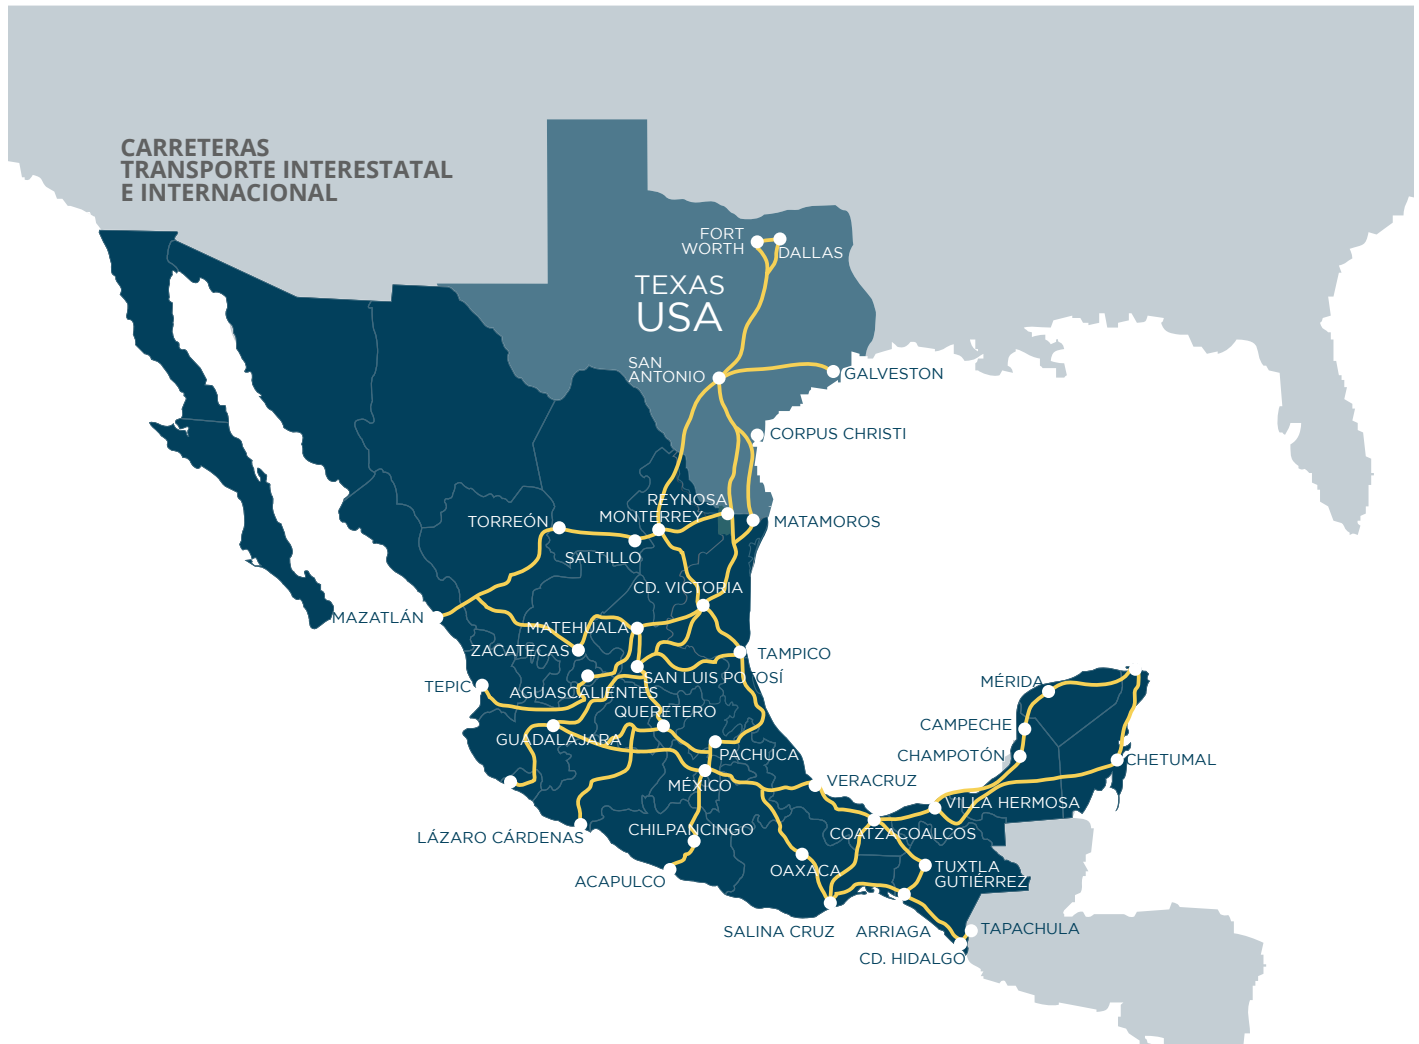 CARRETERAS
TRANSPORTE INTERESTATAL
E INTERNACIONAL
FORT
WORTH
DALLAS
TEXAS
USA
SAN
ANTONIO
GALVESTON
CORPUS CHRISTI
REYNOSA
MONTERREY
TORREÓN
MATAMOROS
SALTILLO
CD. VICTORIA
MAZATLÁN
MATEHUALA
ZACATECAS
TAMPICO
SAN LUIS POTOSÍ
TEPIC
AGUASCALIENTES
MÉRIDA
QUERETERO
CAMPECHE
GUADALAJARA
PACHUCA
CHAMPOTÓN
CHETUMAL
MÉXICO
VERACRUZ
VILLA HERMOSA
CHILPANCINGO
COATZACOALCOS
LÁZARO CÁRDENAS
OAXACA
TUXTLA
GUTIÉRREZ
ACAPULCO
SALINA CRUZ
ARRIAGA
TAPACHULA
CD. HIDALGO